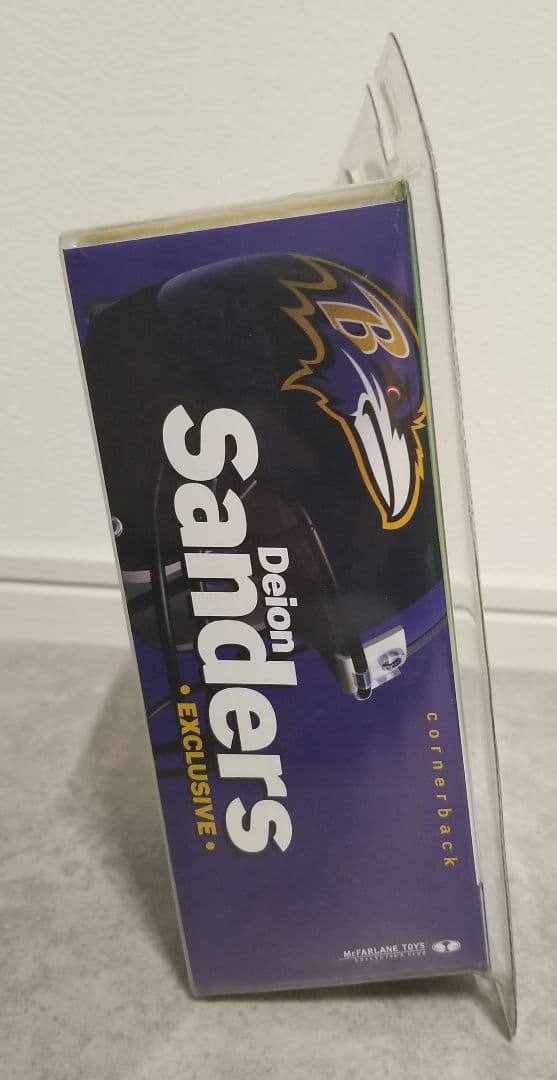 B
Deion
Sanders
• EXCLUSIVE •
cornerback
McFARLANE TOYS
COLLECTOR'S CLUB